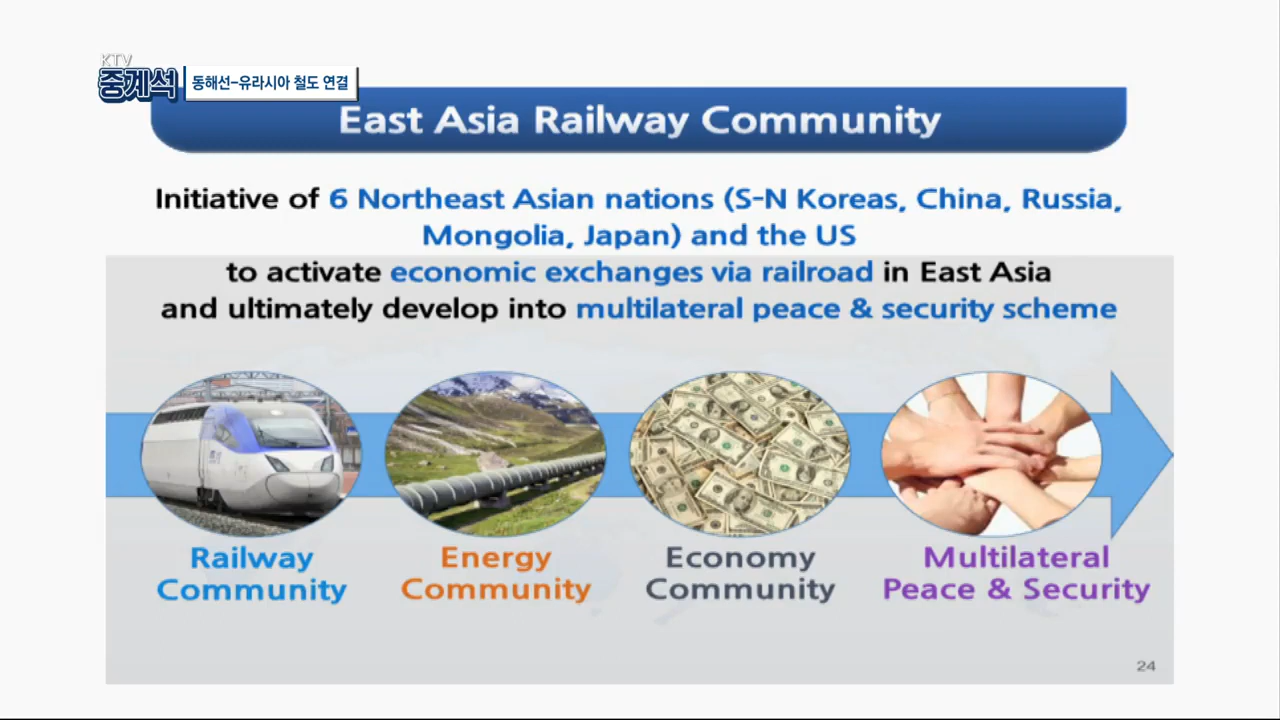 KTV
중계석
동해선-유라시아 철도 연결
East Asia Railway Community
Initiative of 6 Northeast Asian nations (S-N Koreas, China, Russia,
Mongolia, Japan) and the US
to activate economic exchanges via railroad in East Asia
and ultimately develop into multilateral peace & security scheme
Railway
Community
Energy
Community
Economy
Community
Multilateral
Peace & Security
24